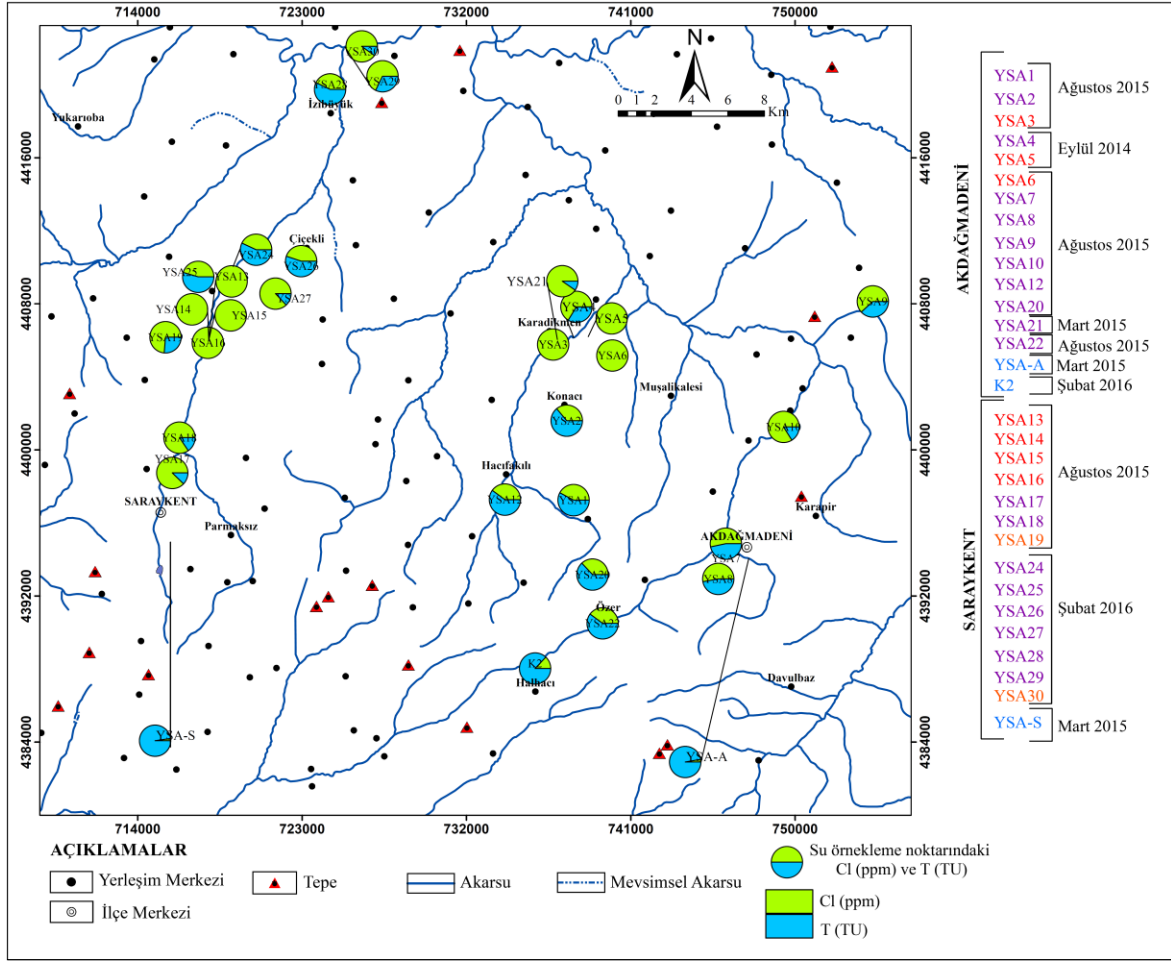 714000 723000 732000 741000 750000
N
0 1 2 4 6 8
Km
4416000
4408000
4400000
4392000
4384000
4416000
4408000
4400000
4392000
4384000
YSA30
YSA29
YSA28
İzibüyük
Yukarıoba
Çiçekli
YSA24
YSA26
YSA25
YSA13
YSA27
YSA14
YSA15
YSA19
YSA16
YSA21
YSA9
YSA5
Karadikmen
YSA3
YSA6
Muşalikalesi
Konacı
YSA2
YSA10
YSA18
YSA17
Hacıfakılı
SARAYKENT
YSA12
YSA1
Karapir
Parmaksız
AKDAĞMADENİ
YSA7
YSA20
YSA8
Özer
YSA22
K2
Halhacı
Davulbaz
YSA-S
YSA-A
714000 723000 732000 741000 750000
AKDAĞMADENİ
YSA1
YSA2
YSA3
Ağustos 2015
YSA4
YSA5
Eylül 2014
YSA6
YSA7
YSA8
YSA9
YSA10
YSA12
YSA20
Ağustos 2015
YSA21 Mart 2015
YSA22 Ağustos 2015
YSA-A Mart 2015
K2 Şubat 2016
SARAYKENT
YSA13
YSA14
YSA15
YSA16
YSA17
YSA18
YSA19
Ağustos 2015
YSA24
YSA25
YSA26
YSA27
YSA28
YSA29
YSA30
Şubat 2016
YSA-S Mart 2015
AÇIKLAMALAR
Yerleşim Merkezi Tepe Akarsu Mevsimsel Akarsu
İlçe Merkezi
Su örnekleme noktarındaki
Cl (ppm) ve T (TU)
Cl (ppm)
T (TU)